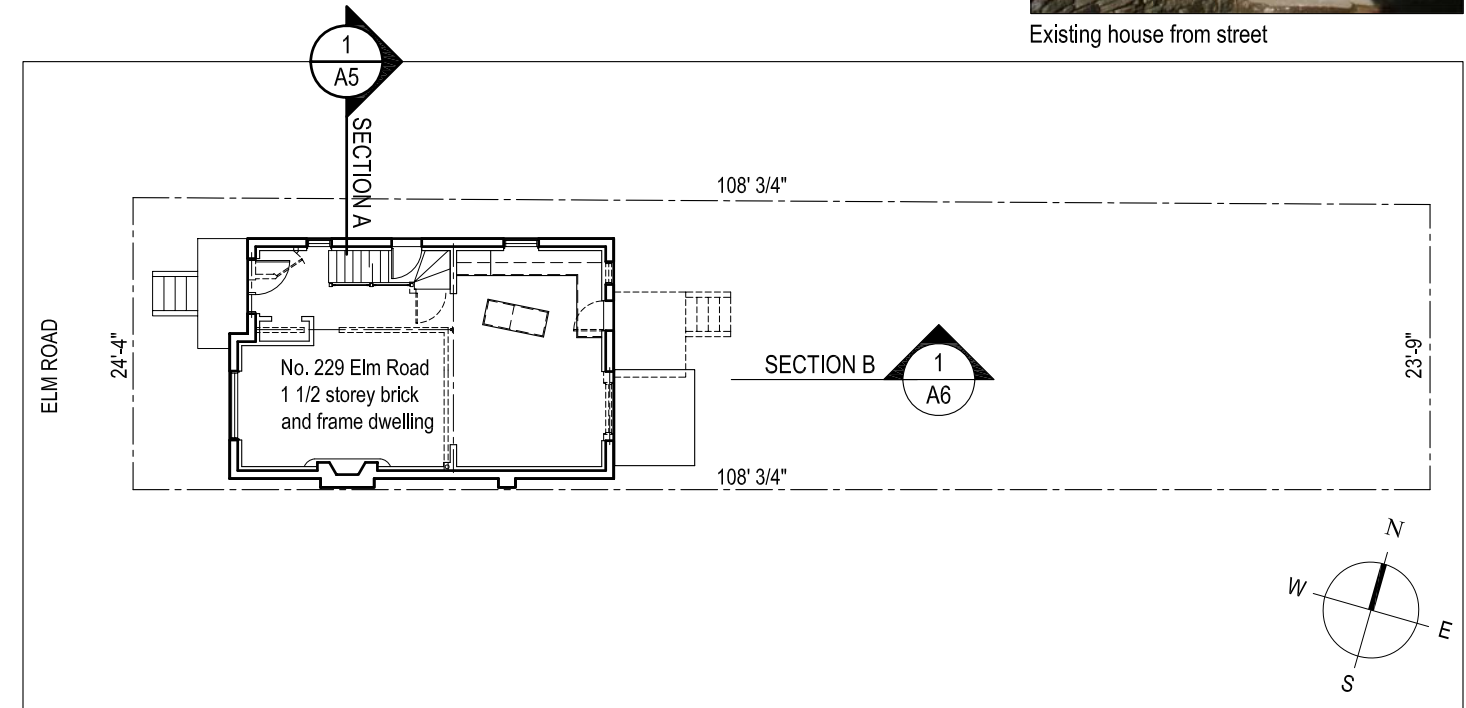 Existing house from street
1
A5
SECTION A
108' 3/4"
ELM ROAD
24'-4"
No. 229 Elm Road
1 1/2 storey brick
and frame dwelling
SECTION B
1
A6
23'-9"
108' 3/4"
N
W
E
S